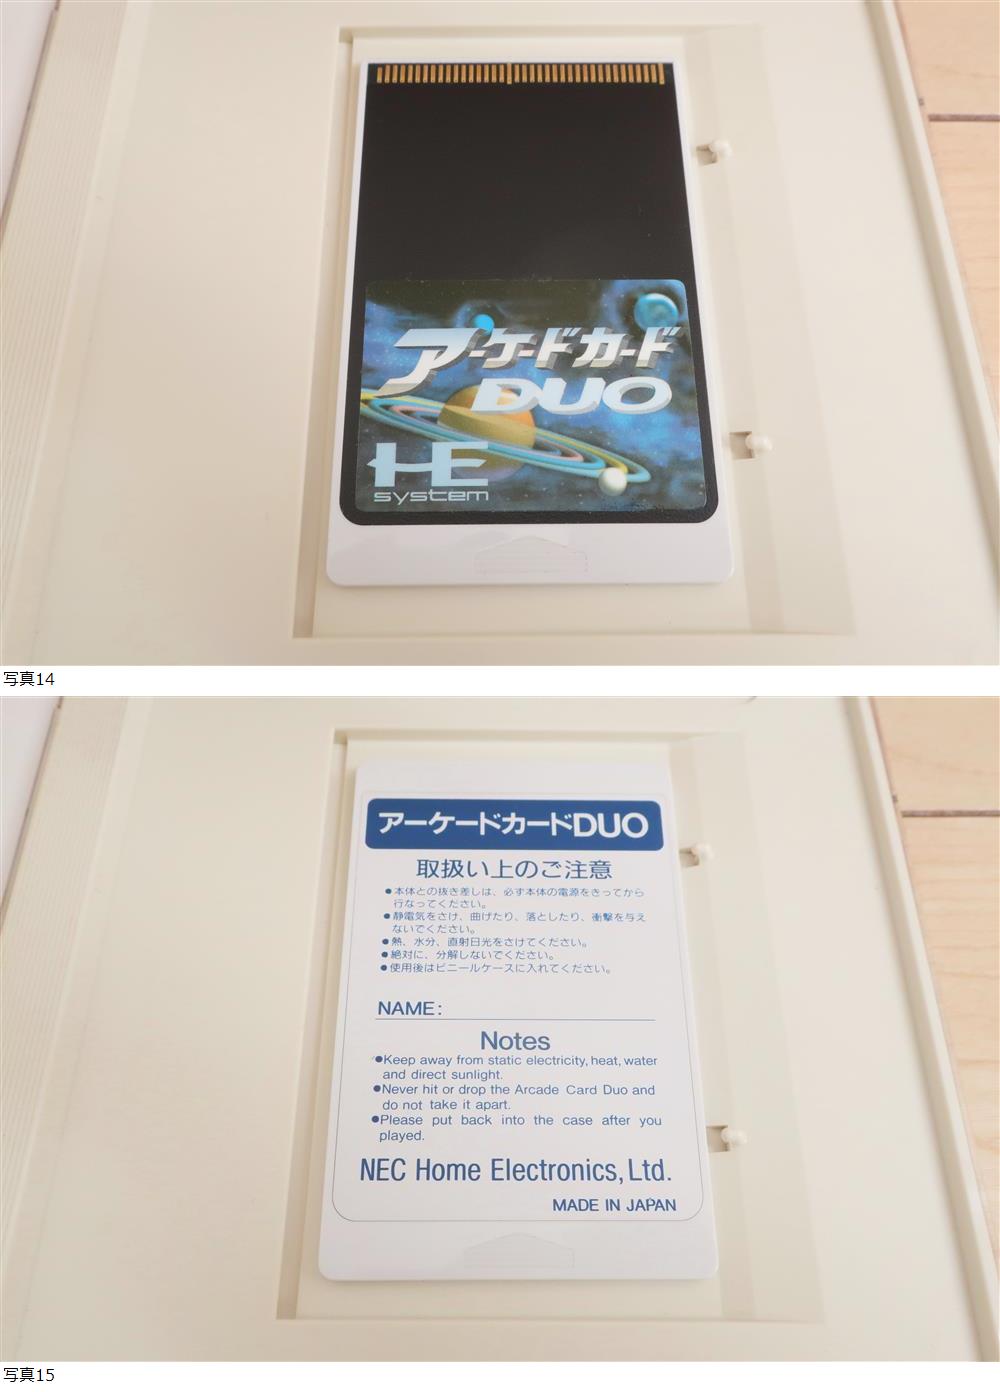 アーケードカード
DUO
HE
system
写真14
アーケードカードDUO
取扱い上のご注意
●本体との抜き差しは、必ず本体の電源をきってから
行なってください。
●静電気をさけ、曲げたり、落としたり、衝撃を与え
ないでください。
●熱、水分、直射日光をさけてください。
●絶対に、分解しないでください。
●使用後はビニールケースに入れてください。
NAME:
Notes
●Keep away from static electricity, heat, water
and direct sunlight.
●Never hit or drop the Arcade Card Duo and
do not take it apart.
●Please put back into the case after you
played.
NEC Home Electronics, Ltd.
MADE IN JAPAN
写真15